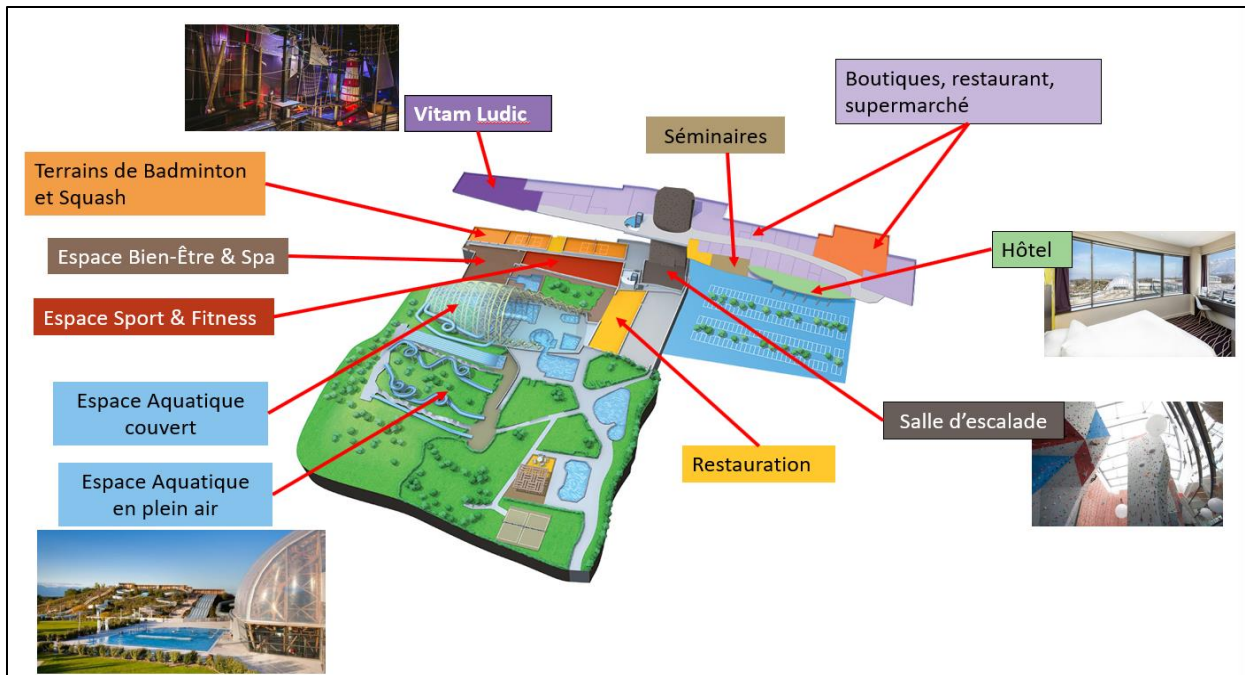 Vitam Ludic
Boutiques, restaurant,
supermarché
Séminaires
Terrains de Badminton
et Squash
Espace Bien-Être & Spa
Hôtel
Espace Sport & Fitness
Espace Aquatique
couvert
Salle d’escalade
Restauration
Espace Aquatique
en plein air